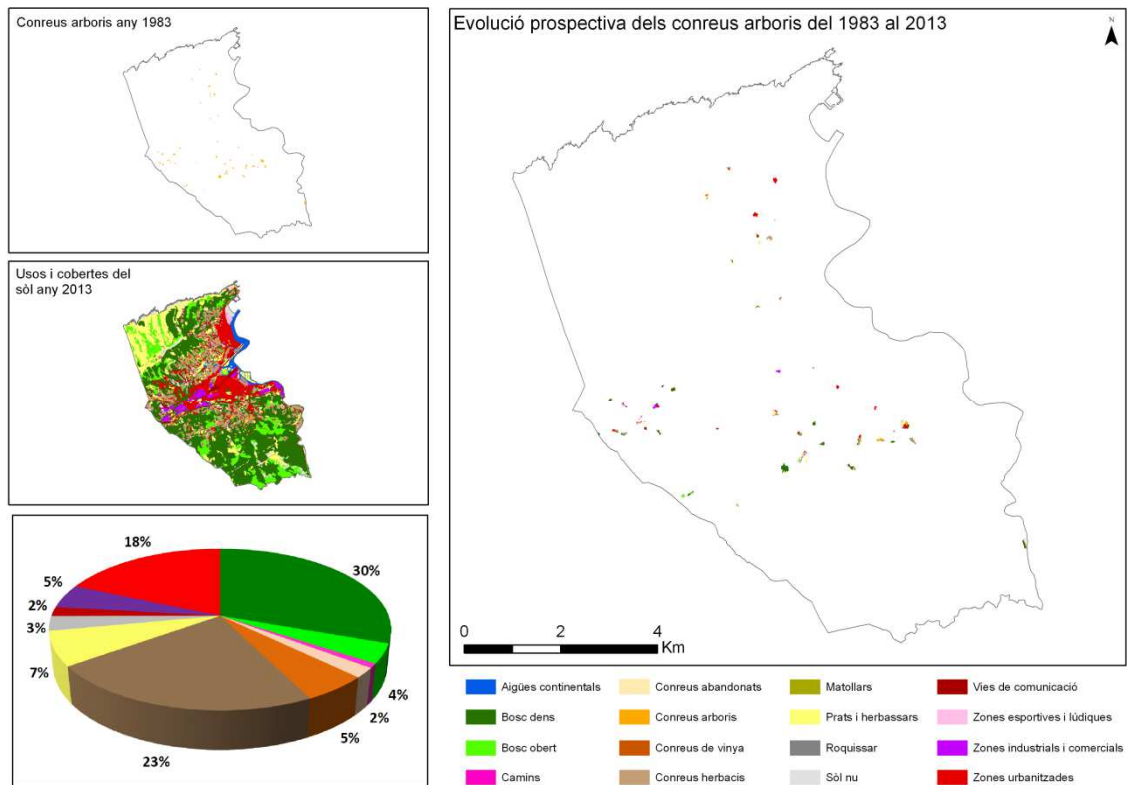 Conreus arboris any 1983
Usos i cobertes del
sòl any 2013
18%
30%
5%
2%
3%
7%
4%
2%
5%
23%
Evolució prospectiva dels conreus arboris del 1983 al 2013
N
0 2 4
Km
Aigües continentals
Bosc dens
Bosc obert
Camins
Conreus abandonats
Conreus arboris
Conreus de vinya
Conreus herbacis
Matollars
Prats i herbassars
Roquissar
Sòl nu
Vies de comunicació
Zones esportives i lúdiques
Zones industrials i comercials
Zones urbanitzades